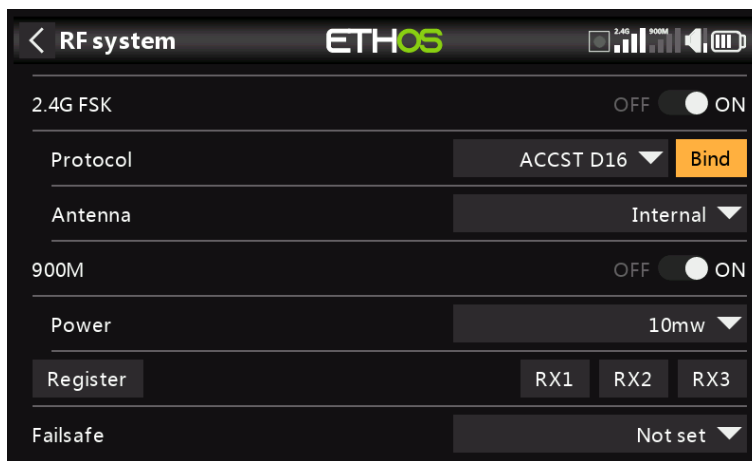 RF system ETHOS 2.4G 900M
2.4G FSK OFF ON
Protocol ACCST D16 Bind
Antenna Internal
900M OFF ON
Power 10mw
Register RX1 RX2 RX3
Failsafe Not set